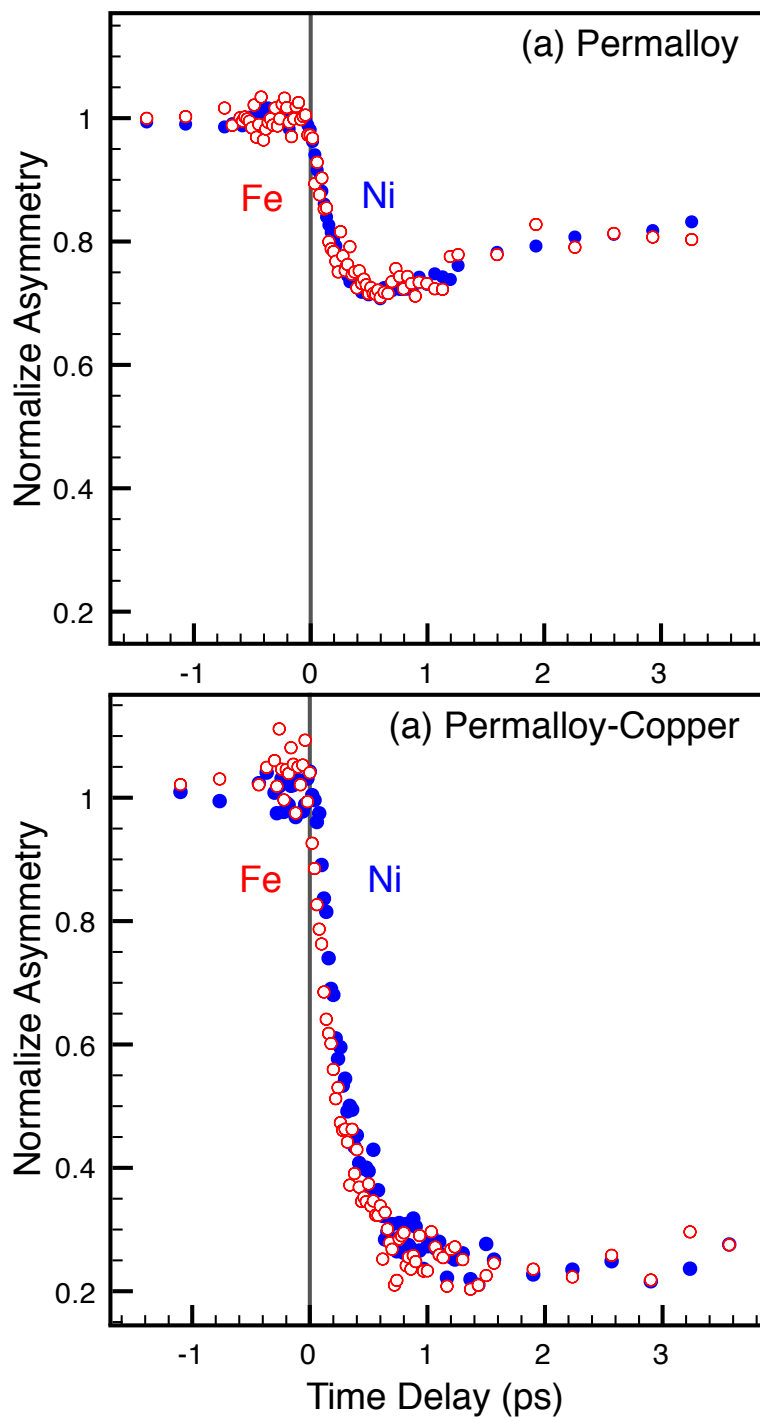 (a) Permalloy
Normalize Asymmetry
1
0.8
0.6
0.4
0.2
Fe
Ni
-1 0 1 2 3
(a) Permalloy-Copper
Normalize Asymmetry
1
0.8
0.6
0.4
0.2
Fe
Ni
-1 0 1 2 3
Time Delay (ps)